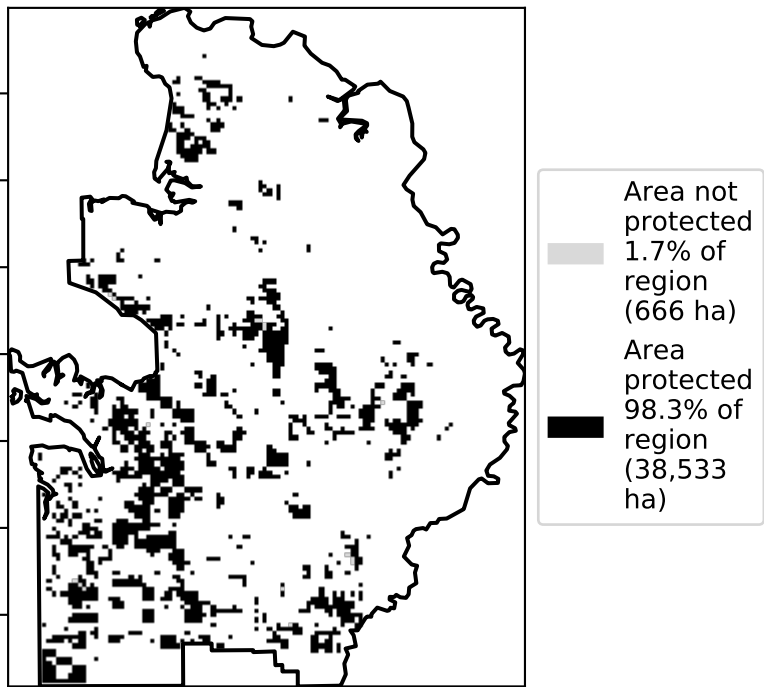 Area not
protected
1.7% of
region
(666 ha)
Area
protected
98.3% of
region
(38,533
ha)